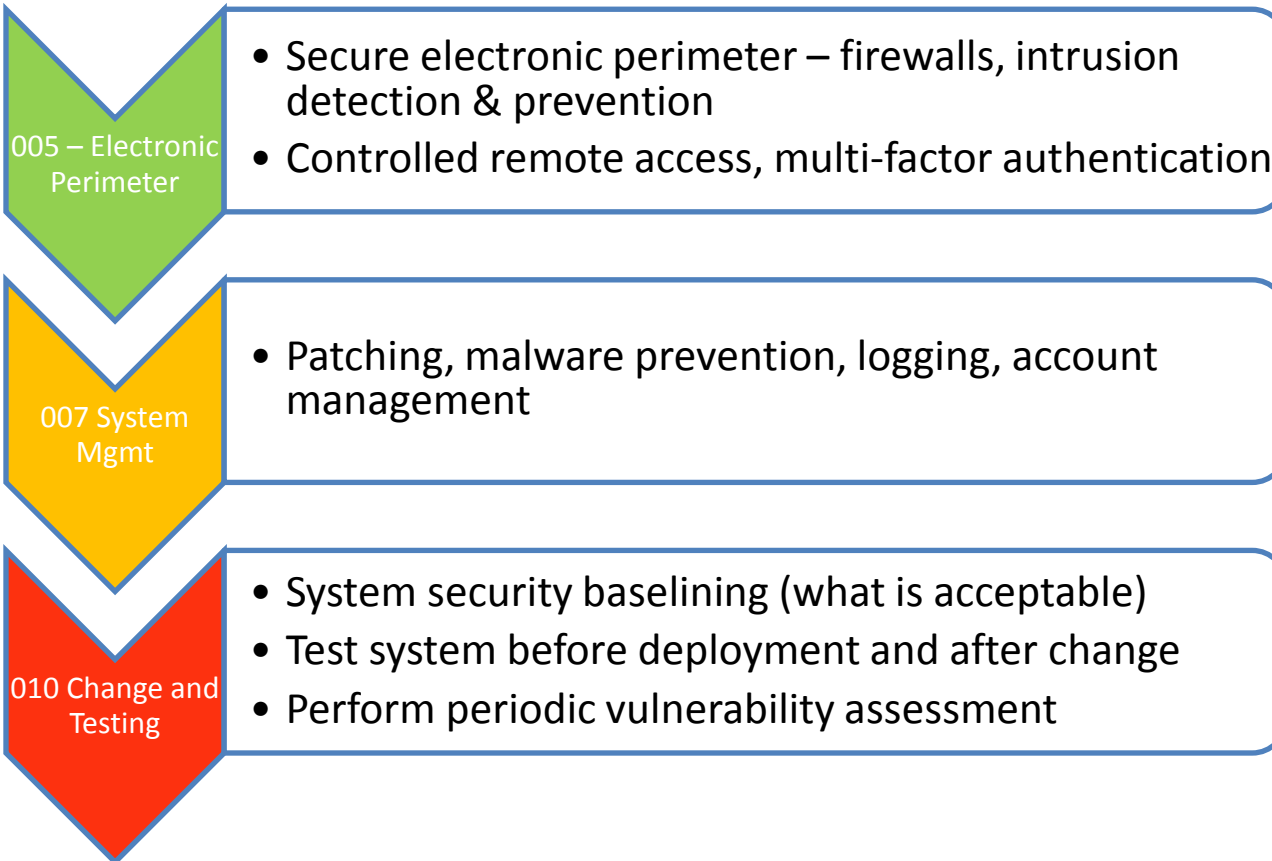 005 – Electronic
Perimeter
• Secure electronic perimeter – firewalls, intrusion
detection & prevention
• Controlled remote access, multi-factor authentication
007 System
Mgmt
• Patching, malware prevention, logging, account
management
010 Change and
Testing
• System security baselining (what is acceptable)
• Test system before deployment and after change
• Perform periodic vulnerability assessment